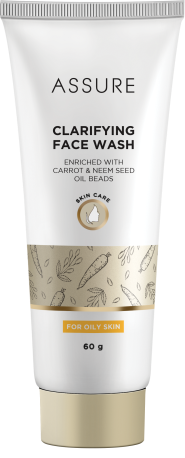 ASSURE
CLARIFYING
FACE WASH
ENRICHED WITH
CARROT & NEEM SEED
OIL BEADS
SKIN CARE
FOR OILY SKIN
60 g